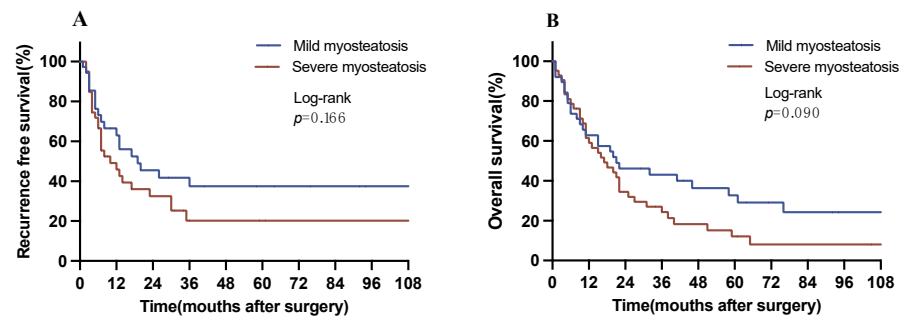 A
Mild myosteatosis
Severe myosteatosis
Log-rank
p=0.166
Recurrence free survival(%)
100
80
60
40
20
0
0 12 24 36 48 60 72 84 96 108
Time(mouths after surgery)
B
Mild myosteatosis
Severe myosteatosis
Log-rank
p=0.090
Overall survival(%)
100
80
60
40
20
0
0 12 24 36 48 60 72 84 96 108
Time(mouths after surgery)